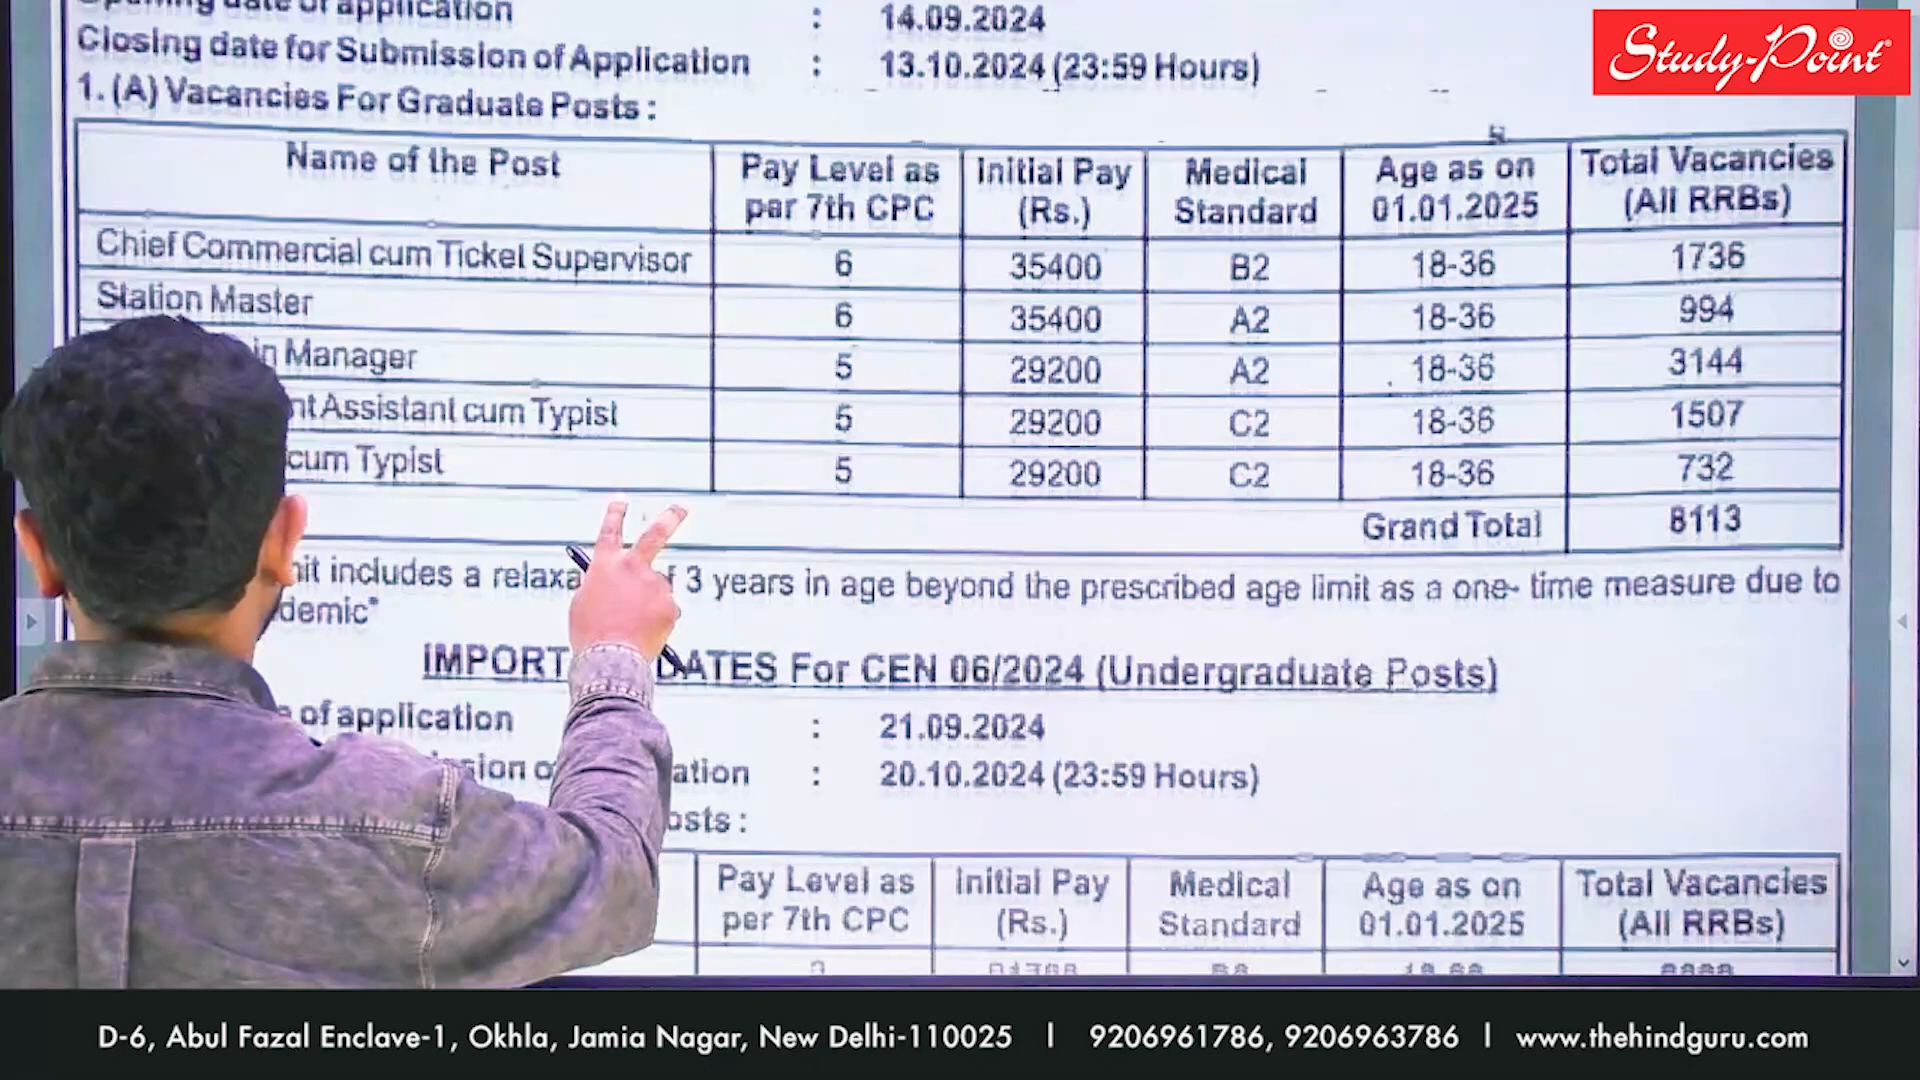 Opening date of application : 14.09.2024
Study-Point
Closing date for Submission of Application : 13.10.2024 (23:59 Hours)
1. (A) Vacancies For Graduate Posts :
Name of the Post Pay Level as per 7th CPC Initial Pay (Rs.) Medical Standard Age as on 01.01.2025 Total Vacancies (All RRBs)
Chief Commercial cum Ticket Supervisor 6 35400 B2 18-36 1736
Station Master 6 35400 A2 18-36 994
in Manager 5 29200 A2 18-36 3144
nt Assistant cum Typist 5 29200 C2 18-36 1507
cum Typist 5 29200 C2 18-36 732
Grand Total 8113
nit includes a relaxa f 3 years in age beyond the prescribed age limit as a one- time measure due to
demic"
IMPORT DATES For CEN 06/2024 (Undergraduate Posts)
of application : 21.09.2024
sion o ation : 20.10.2024 (23:59 Hours)
osts :
Pay Level as per 7th CPC Initial Pay (Rs.) Medical Standard Age as on 01.01.2025 Total Vacancies (All RRBs)
D-6, Abul Fazal Enclave-1, Okhla, Jamia Nagar, New Delhi-110025 | 9206961786, 9206963786 | www.thehindguru.com